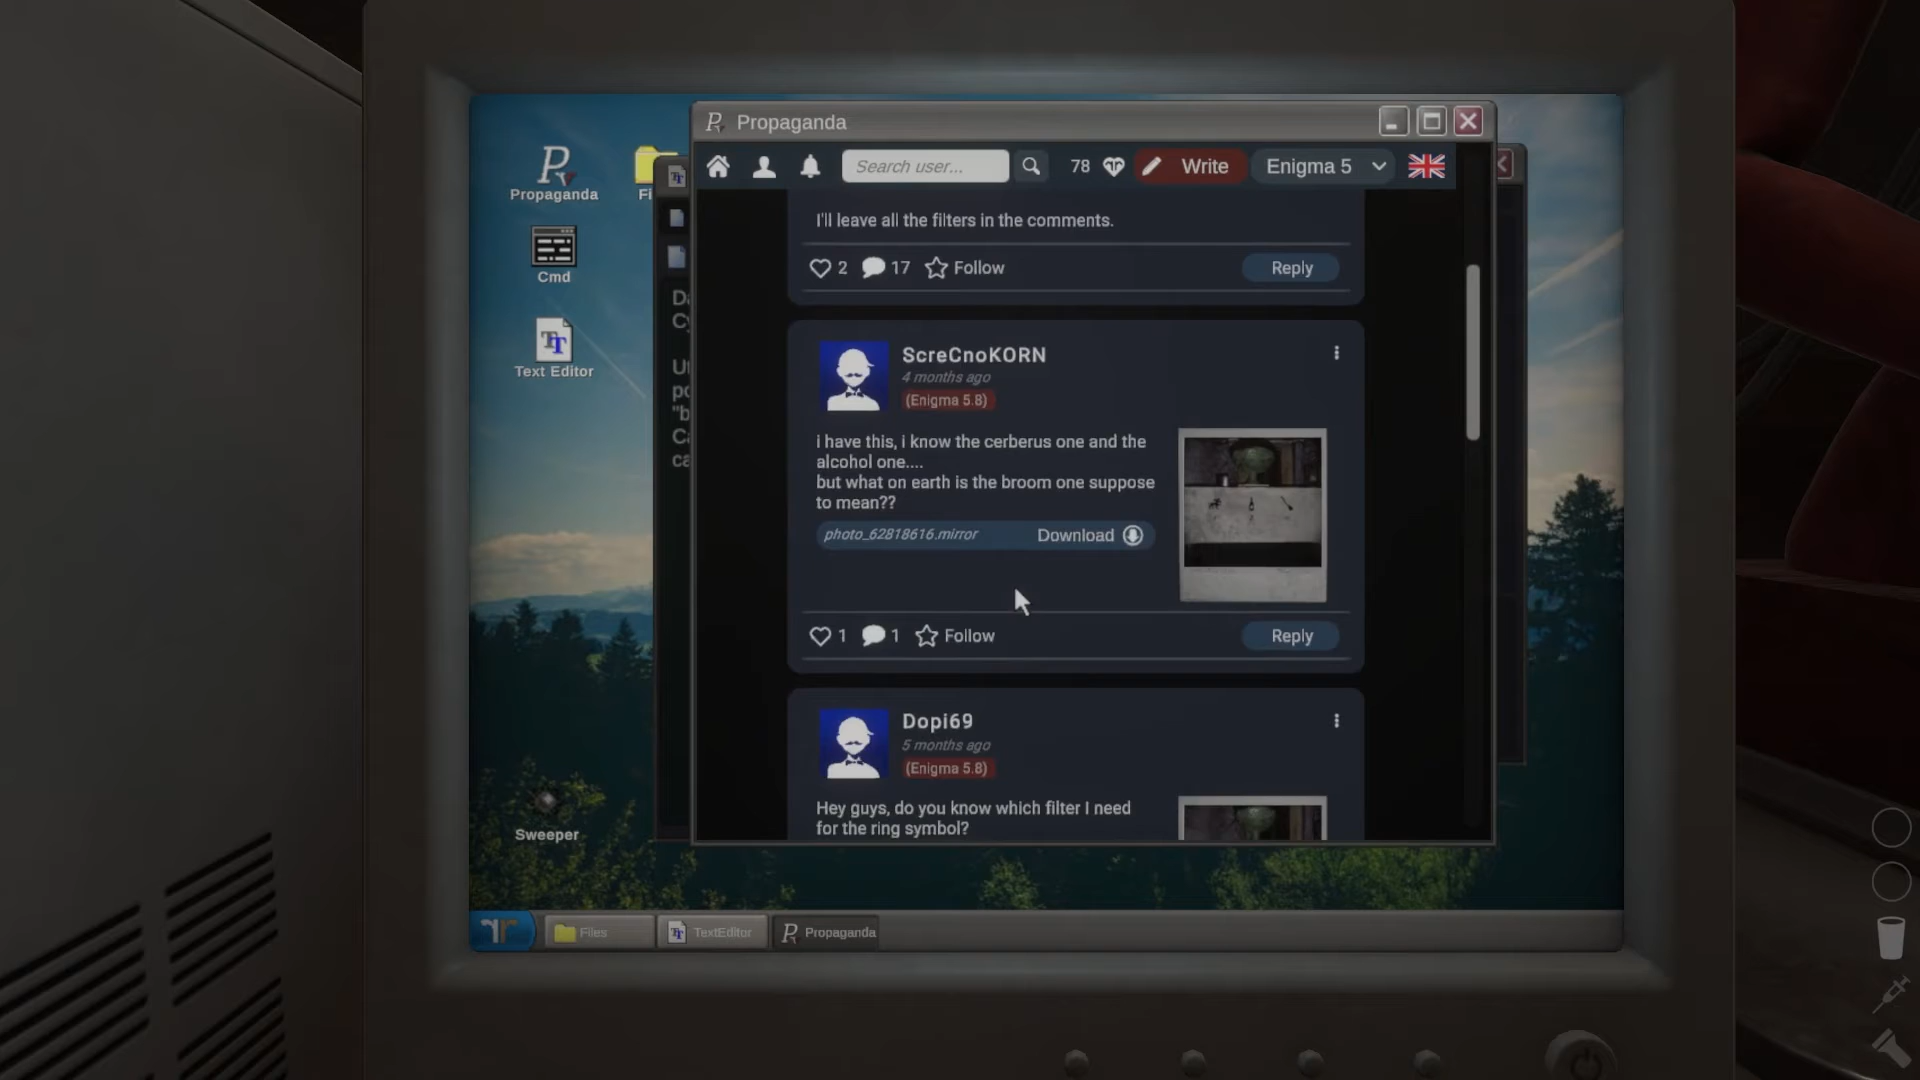 Propaganda
Search user...
78
Write
Enigma 5
Propaganda
Fi
Cmd
Text Editor
Sweeper
I'll leave all the filters in the comments.
2
17
Follow
Reply
ScreCnoKORN
4 months ago
(Enigma 5.8)
i have this, i know the cerberus one and the
alcohol one....
but what on earth is the broom one suppose
to mean??
photo_62818616.mirror
Download
1
1
Follow
Reply
Dopi69
5 months ago
(Enigma 5.8)
Hey guys, do you know which filter I need
for the ring symbol?
Files
TextEditor
Propaganda